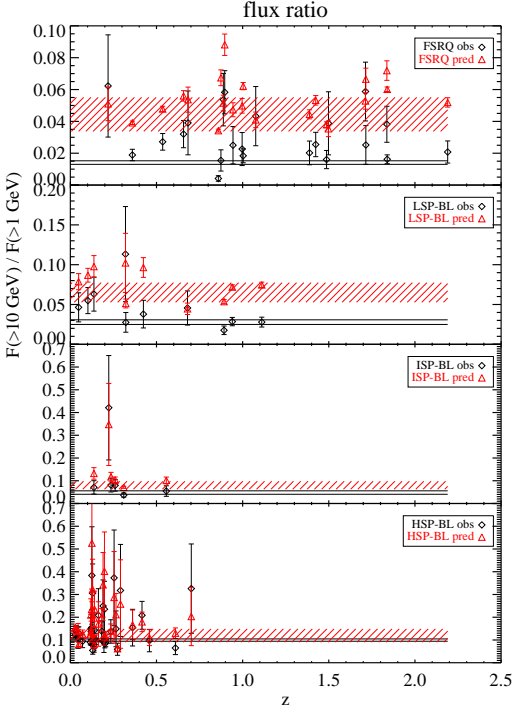 flux ratio
F(>10 GeV) / F(>1 GeV)
0.10
0.08
0.06
0.04
0.02
0.00
FSRQ obs
FSRQ pred
0.20
0.15
0.10
0.05
0.00
LSP-BL obs
LSP-BL pred
0.7
0.6
0.5
0.4
0.3
0.2
0.1
0.0
ISP-BL obs
ISP-BL pred
0.7
0.6
0.5
0.4
0.3
0.2
0.1
0.0
HSP-BL obs
HSP-BL pred
0.0 0.5 1.0 1.5 2.0 2.5
z